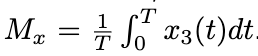 M_x = \frac{1}{T} \int_0^T x_3(t)dt.